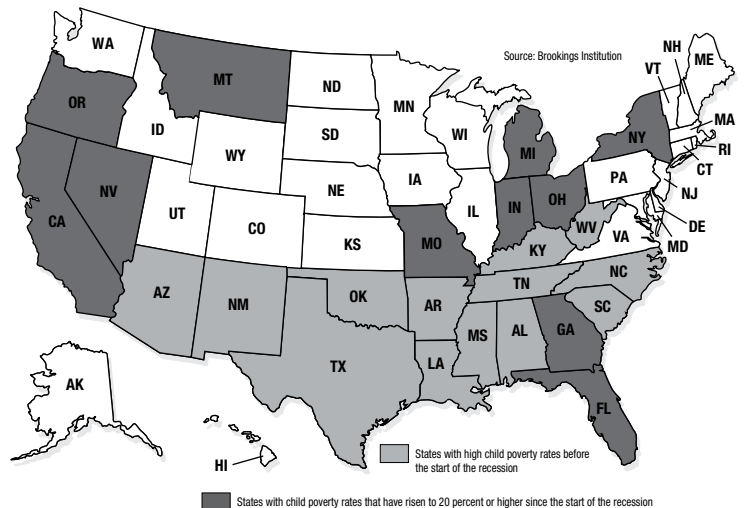 WA
MT
ND
MN
Source: Brookings Institution
NH
VT
ME
OR
ID
SD
WI
MI
NY
MA
RI
CT
WY
NE
IA
PA
NJ
CA
NV
UT
CO
KS
MO
IL
IN
OH
WV
VA
DE
MD
KY
NC
AZ
NM
OK
AR
TN
SC
TX
LA
MS
AL
GA
FL
AK
HI
States with high child poverty rates before
the start of the recession
States with child poverty rates that have risen to 20 percent or higher since the start of the recession